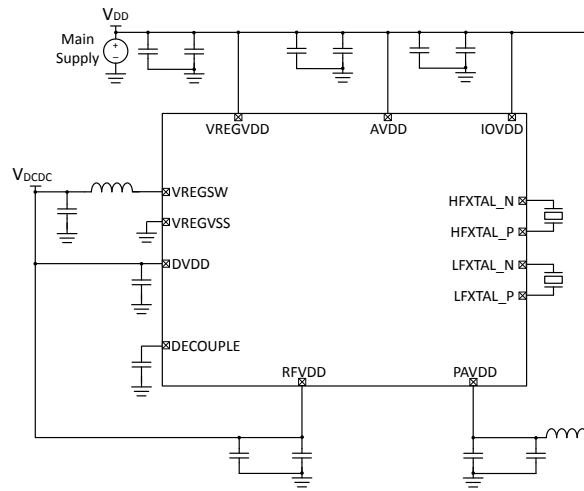 VDD
Main
Supply
+
−
VREGVDD
AVDD
IOVDD
VDCDC
VREGSW
HFXTAL_N
VREGVSS
HFXTAL_P
DVDD
LFXTAL_N
LFXTAL_P
DECOUPLE
RFVDD
PAVDD